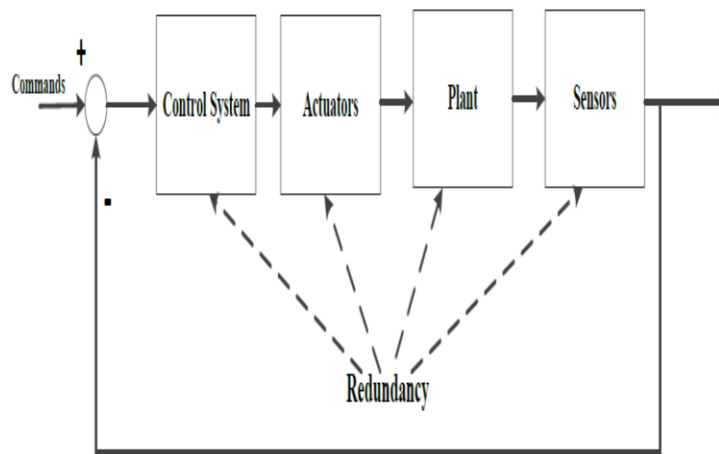 +
Commands
Control System
Actuators
Plant
Sensors
-
Redundancy